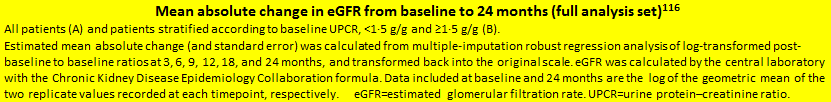 Mean absolute change in eGFR from baseline to 24 months (full analysis set)116
All patients (A) and patients stratified according to baseline UPCR, <1·5 g/g and ≥1·5 g/g (B).
Estimated mean absolute change (and standard error) was calculated from multiple-imputation robust regression analysis of log-transformed post-
baseline to baseline ratios at 3, 6, 9, 12, 18, and 24 months, and transformed back into the original scale. eGFR was calculated by the central laboratory
with the Chronic Kidney Disease Epidemiology Collaboration formula. Data included at baseline and 24 months are the log of the geometric mean of the
two replicate values recorded at each timepoint, respectively. eGFR=estimated glomerular filtration rate. UPCR=urine protein–creatinine ratio.